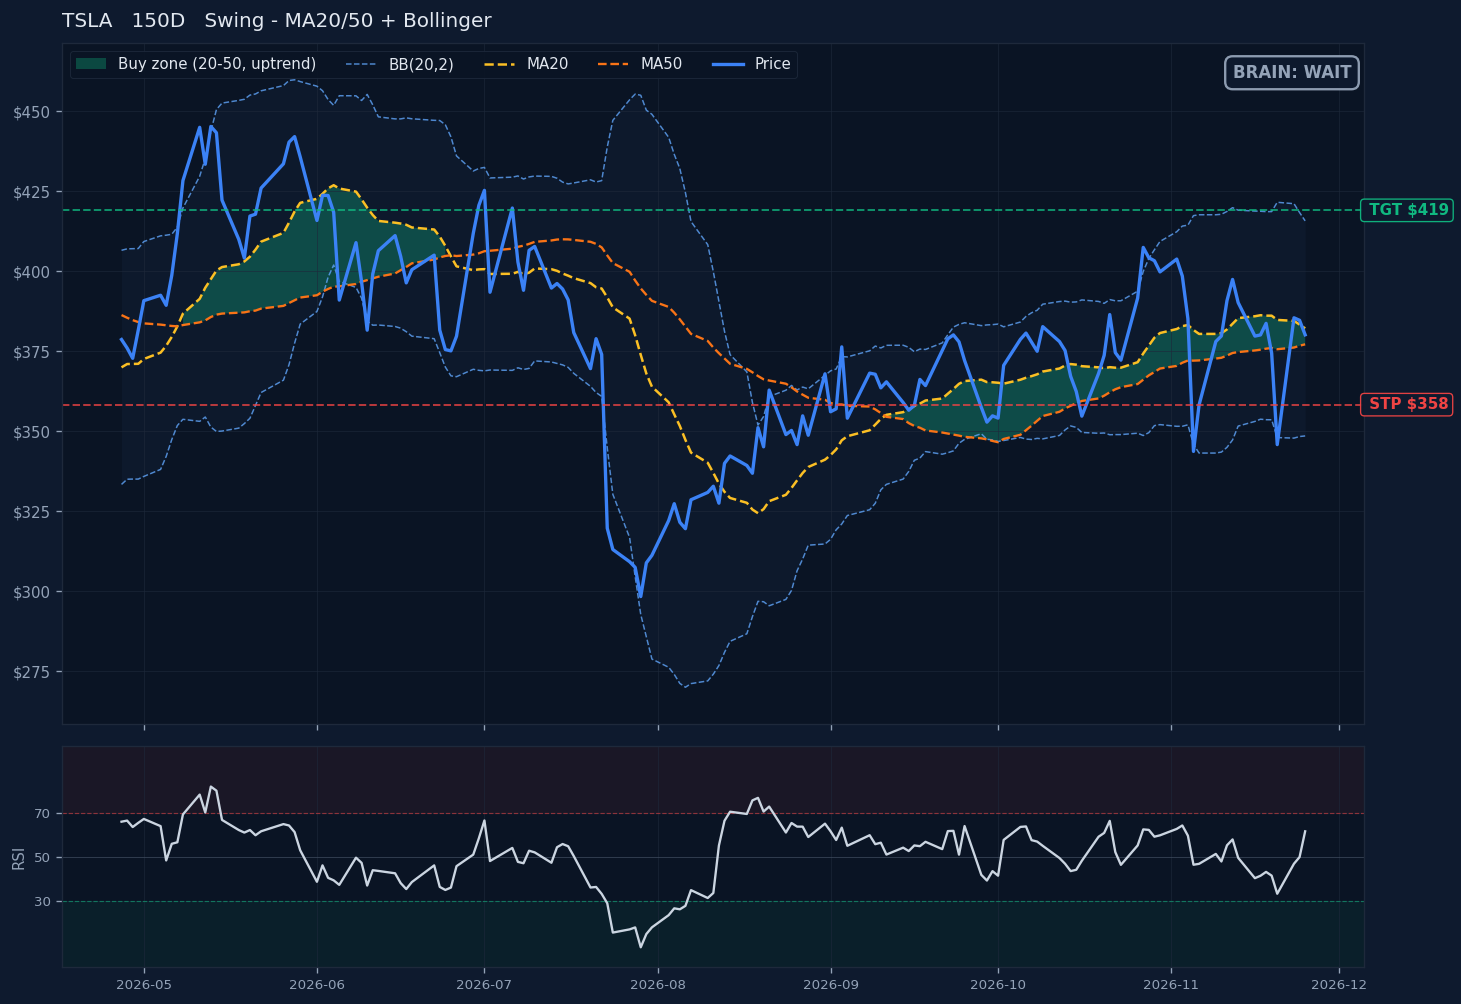 TSLA   150D   Swing - MA20/50 + Bollinger
Buy zone (20-50, uptrend)   BB(20,2)   MA20   MA50   Price
BRAIN: WAIT
$450
$425
TGT $419
$400
$375
STP $358
$350
$325
$300
$275
RSI
70
50
30
2026-05   2026-06   2026-07   2026-08   2026-09   2026-10   2026-11   2026-12